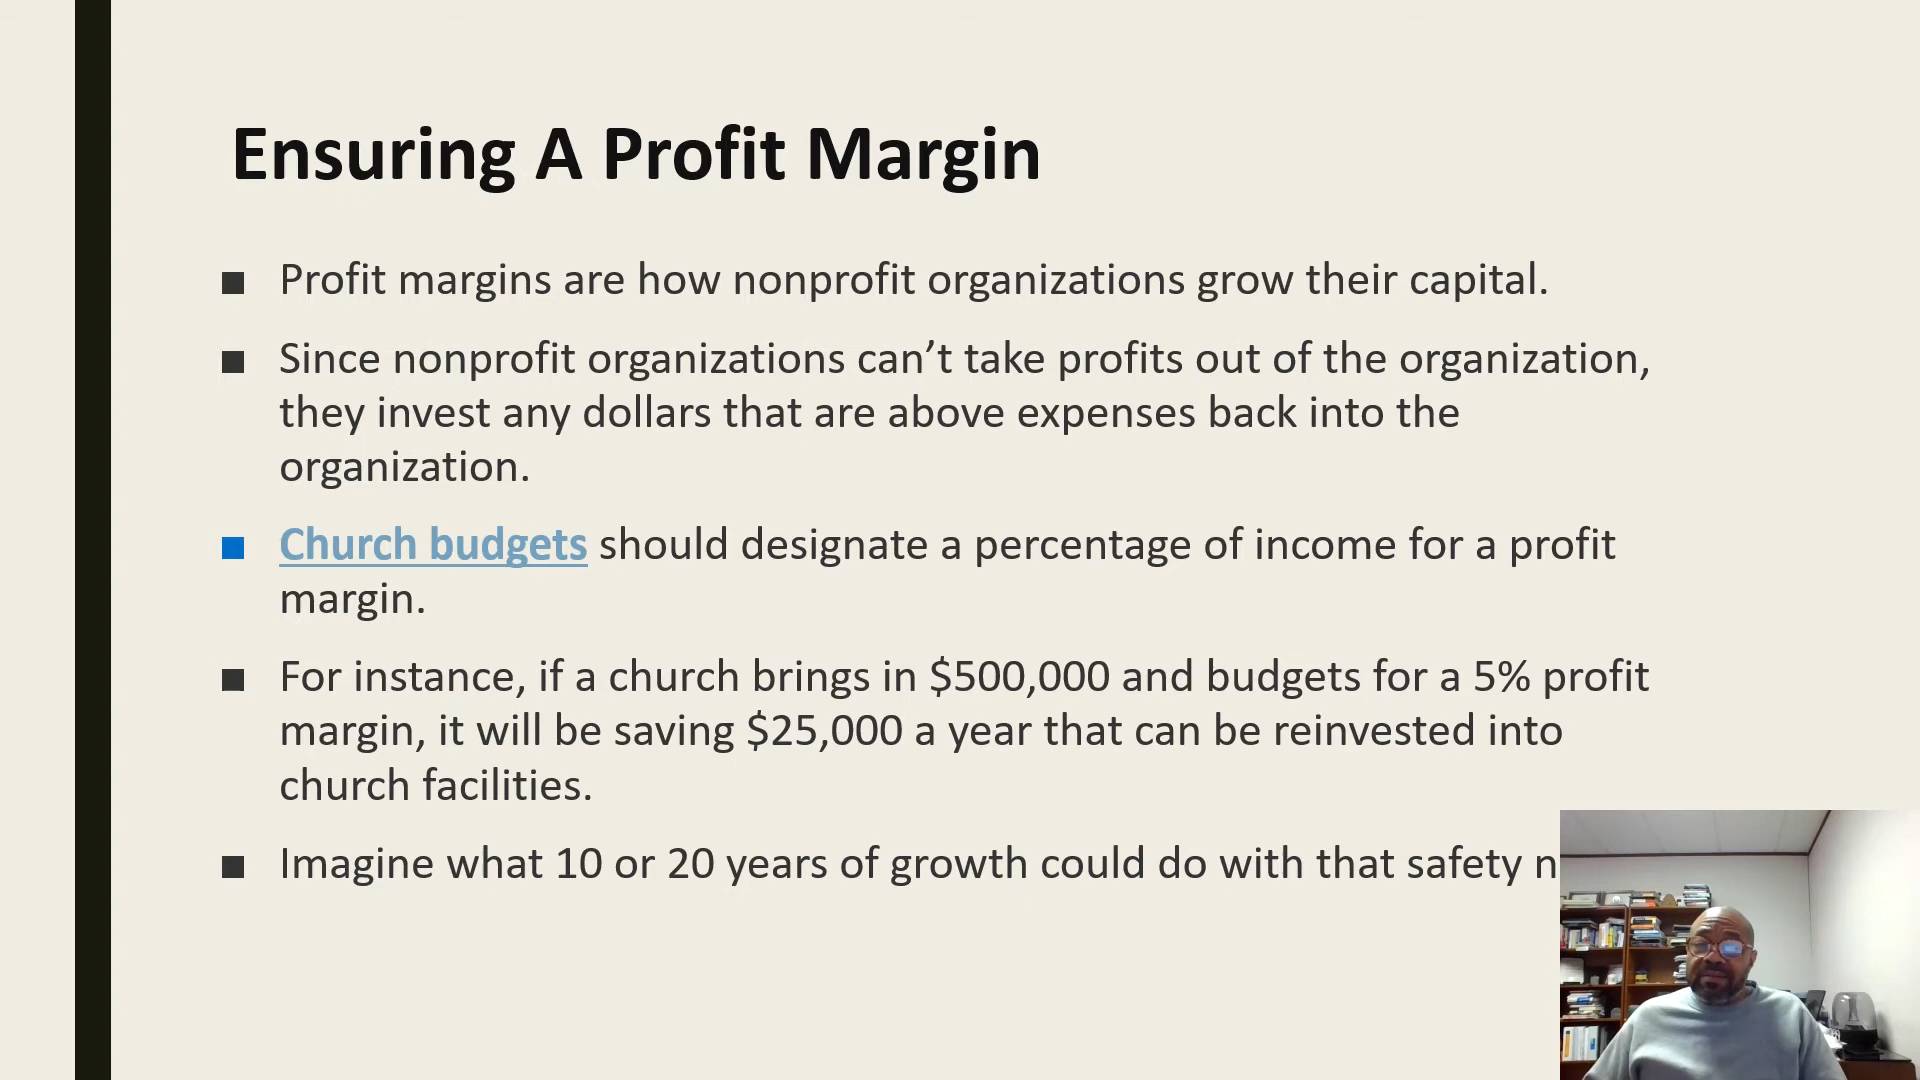 Ensuring A Profit Margin
Profit margins are how nonprofit organizations grow their capital.
Since nonprofit organizations can’t take profits out of the organization,
they invest any dollars that are above expenses back into the
organization.
Church budgets should designate a percentage of income for a profit
margin.
For instance, if a church brings in $500,000 and budgets for a 5% profit
margin, it will be saving $25,000 a year that can be reinvested into
church facilities.
Imagine what 10 or 20 years of growth could do with that safety